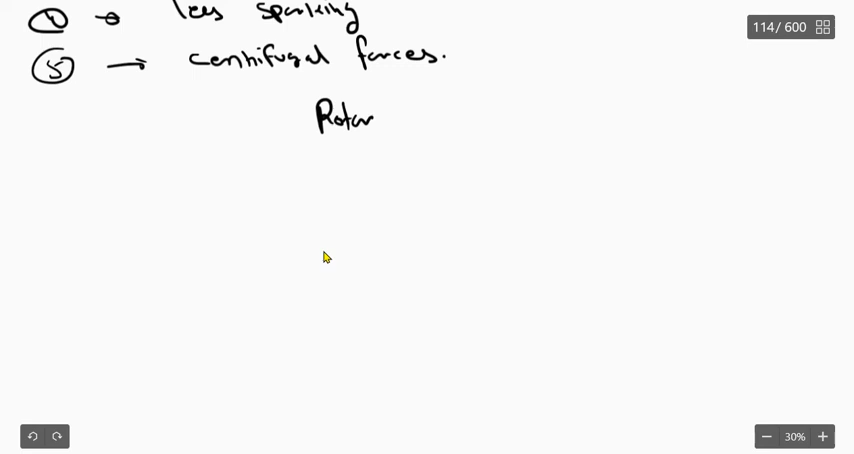 ④ → less sparking
114/ 600
⑤ → centrifugal forces.
Rotor
30%